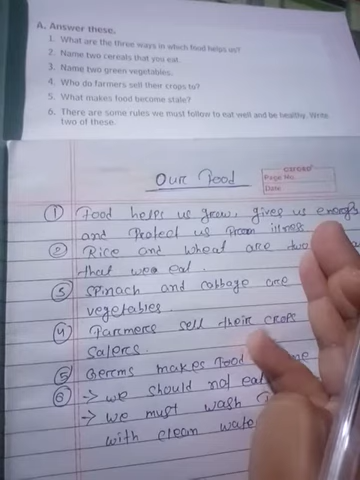 A. Answer these.
1. What are the three ways in which food helps us?
2. Name two cereals that you eat.
3. Name two green vegetables.
4. Who do farmers sell their crops to?
5. What makes food become stale?
6. There are some rules we must follow to eat well and be healthy. Write
two of these.
Our Food
Page No.
Date
① Food helps us grow, gives us energy
and Protect us From illness
② Rice and wheat are two
that we eat.
③ Spinach and cabbage are
vegetables.
④ Farmers sell their crops
Salers.
⑤ Germs makes Food
⑥ → we should not eat
→ we must wash
with clean wate